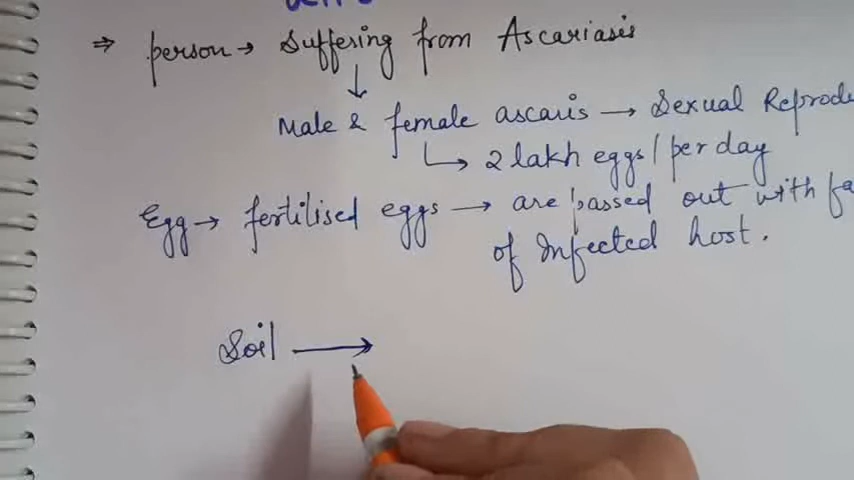 ⇒ person → Suffering from Ascariasis
↓
Male & female ascaris → Sexual Reprodu
↳ 2 lakh eggs / per day
Egg → fertilised eggs → are passed out with fa
of Infected host.
Soil →